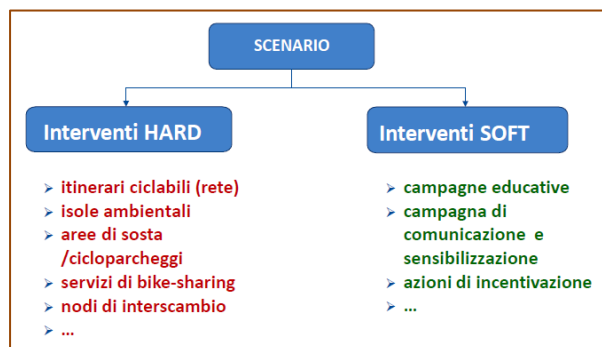 SCENARIO
Interventi HARD
itinerari ciclabili (rete)
isole ambientali
aree di sosta
/cicloparcheggi
servizi di bike-sharing
nodi di interscambio
...
Interventi SOFT
campagne educative
campagna di
comunicazione e
sensibilizzazione
azioni di incentivazione
...